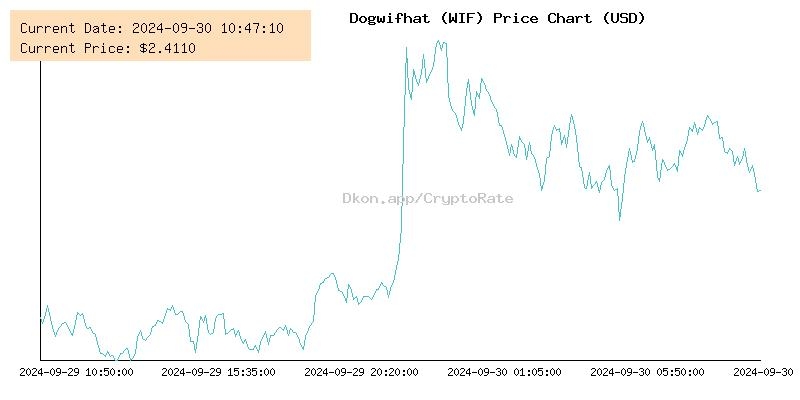 Dogwifhat (WIF) Price Chart (USD)
Current Date: 2024-09-30 10:47:10
Current Price: $2.4110
Dkon.app/CryptoRate
2024-09-29 10:50:00 2024-09-29 15:35:00 2024-09-29 20:20:00 2024-09-30 01:05:00 2024-09-30 05:50:00 2024-09-30